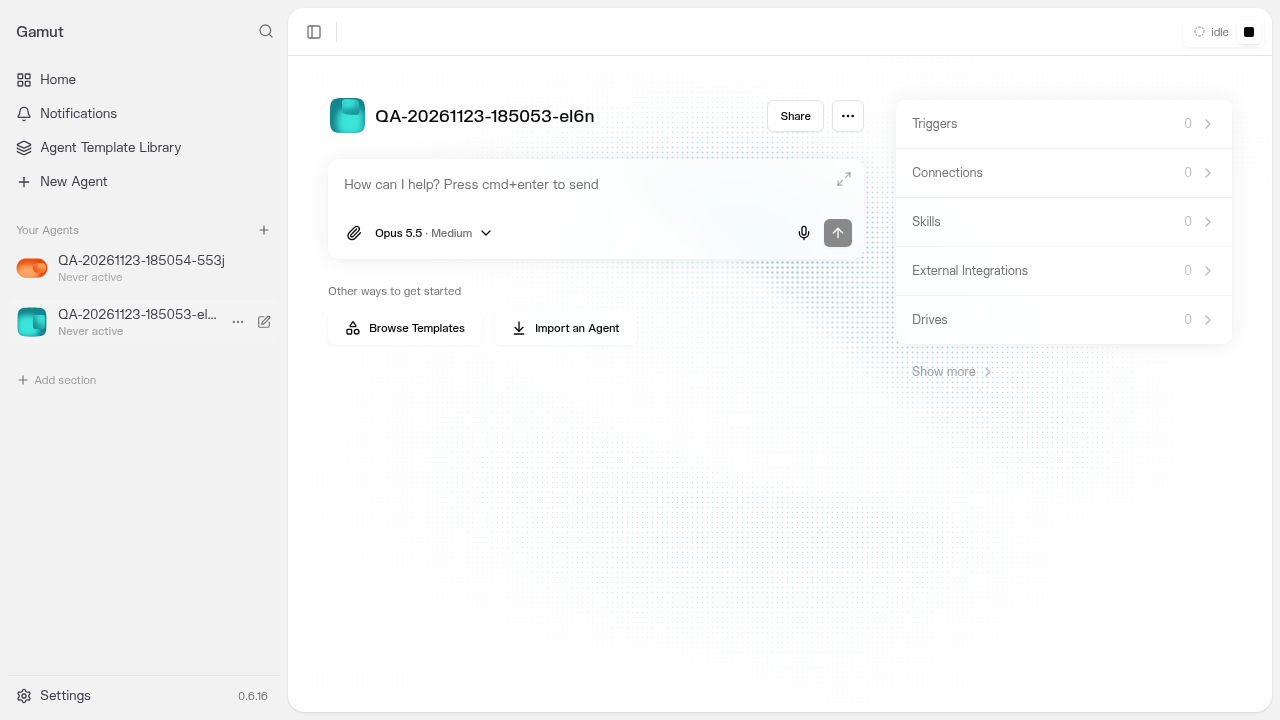 Gamut
Home
Notifications
Agent Template Library
New Agent
Your Agents
QA-20261123-185054-553j
Never active
QA-20261123-185053-el...
Never active
Add section
Settings
0.6.16
idle
QA-20261123-185053-el6n
Share
How can I help? Press cmd+enter to send
Opus 5.5 · Medium
Other ways to get started
Browse Templates
Import an Agent
Triggers 0
Connections 0
Skills 0
External Integrations 0
Drives 0
Show more